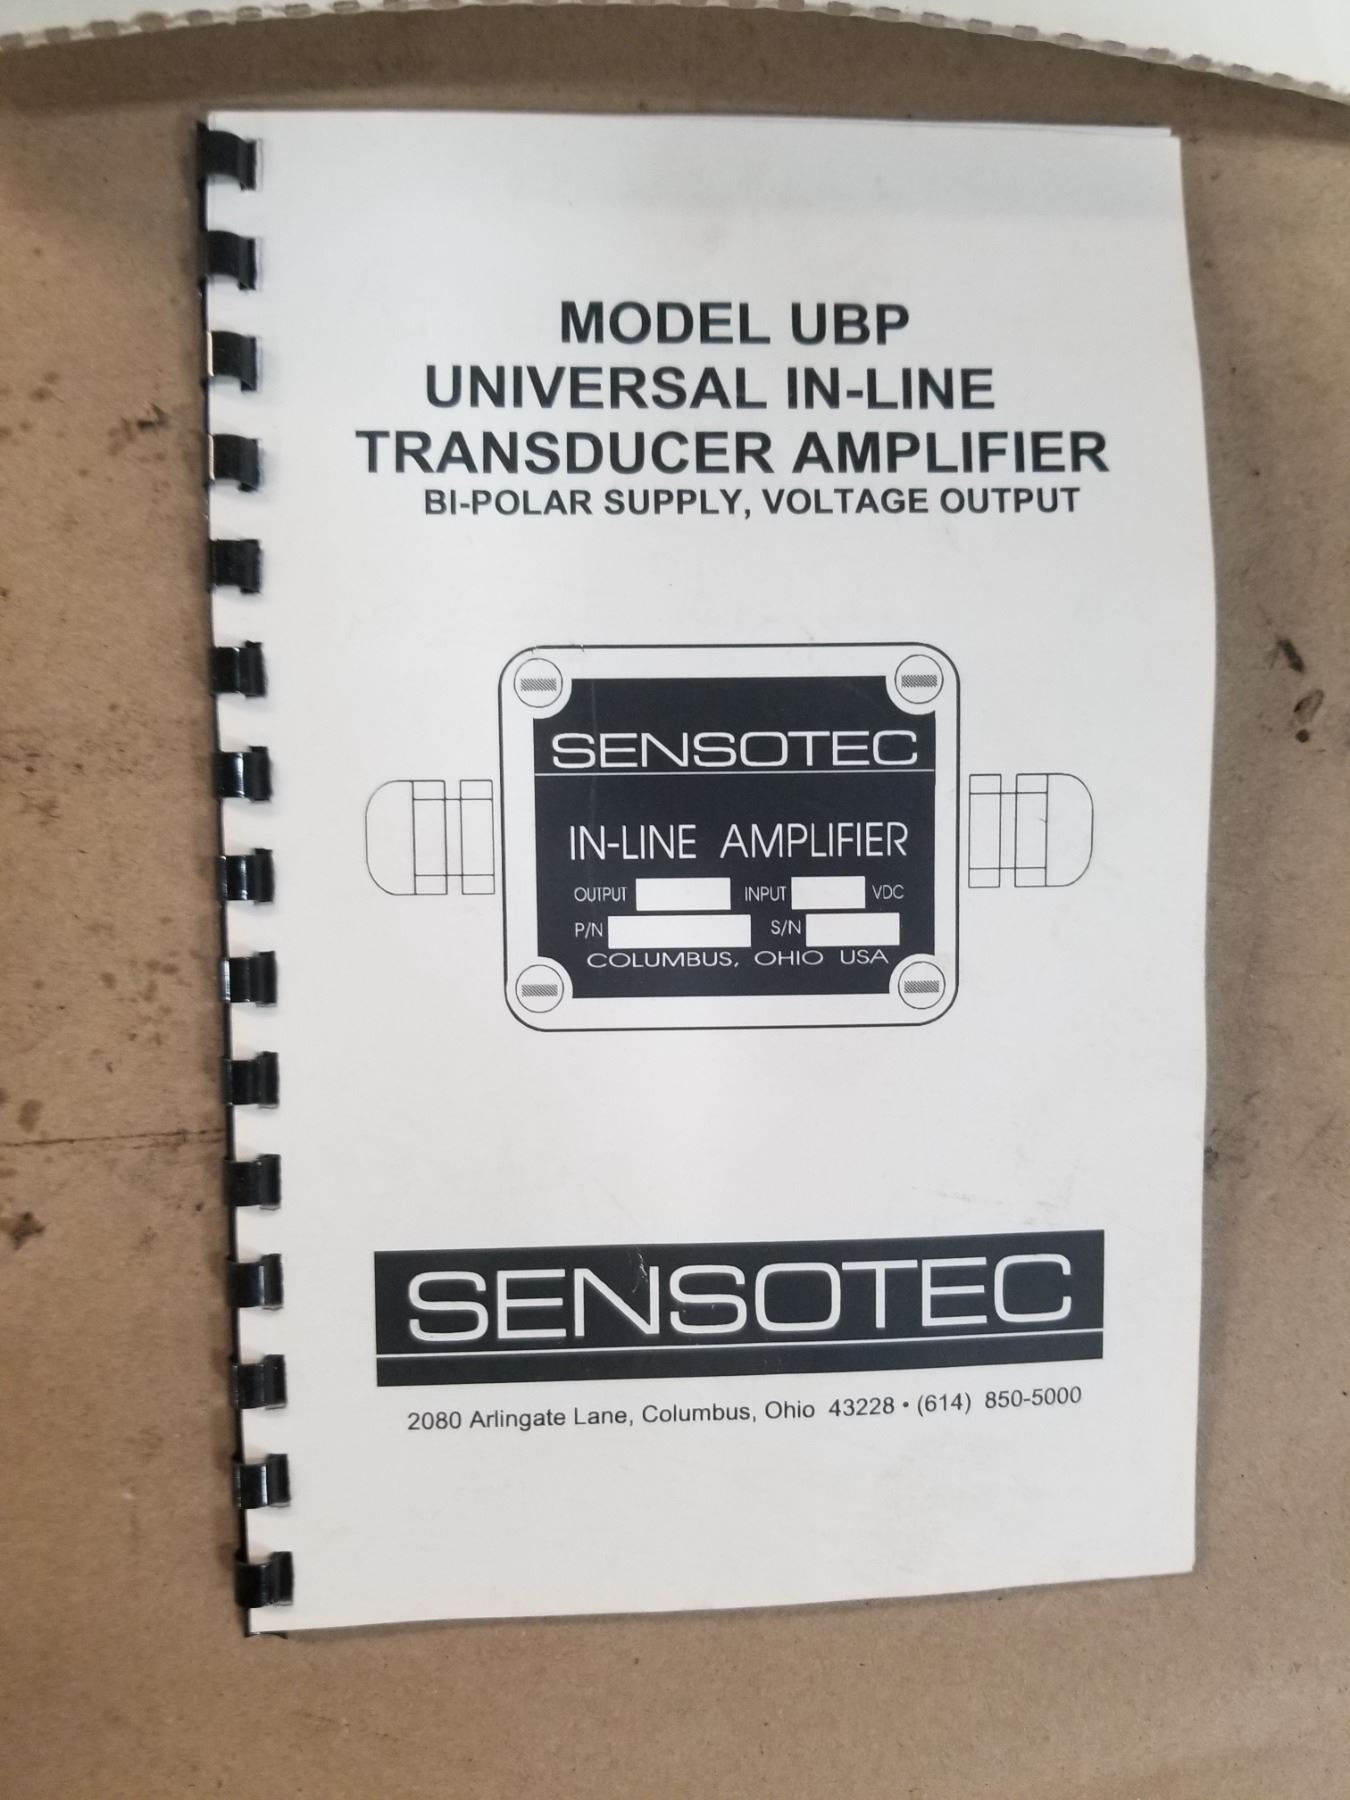 MODEL UBP
UNIVERSAL IN-LINE
TRANSDUCER AMPLIFIER
BI-POLAR SUPPLY, VOLTAGE OUTPUT
SENSOTEC
IN-LINE AMPLIFIER
OUTPUT INPUT VDC
P/N S/N
COLUMBUS, OHIO USA
SENSOTEC
2080 Arlingate Lane, Columbus, Ohio 43228 • (614) 850-5000